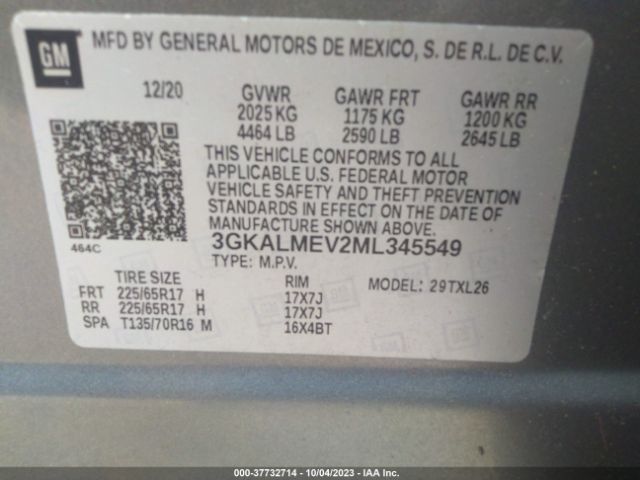 GM
MFD BY GENERAL MOTORS DE MEXICO, S. DE R.L. DE C.V.
12/20 GVWR GAWR FRT GAWR RR
2025 KG 1175 KG 1200 KG
4464 LB 2590 LB 2645 LB
THIS VEHICLE CONFORMS TO ALL
APPLICABLE U.S. FEDERAL MOTOR
VEHICLE SAFETY AND THEFT PREVENTION
STANDARDS IN EFFECT ON THE DATE OF
MANUFACTURE SHOWN ABOVE.
464C
3GKALMEV2ML345549
TYPE: M.P.V.
TIRE SIZE RIM MODEL: 29TXL26
FRT 225/65R17 H 17X7J
RR 225/65R17 H 17X7J
SPA T135/70R16 M 16X4BT
000-37732714 - 10/04/2023 - IAA Inc.